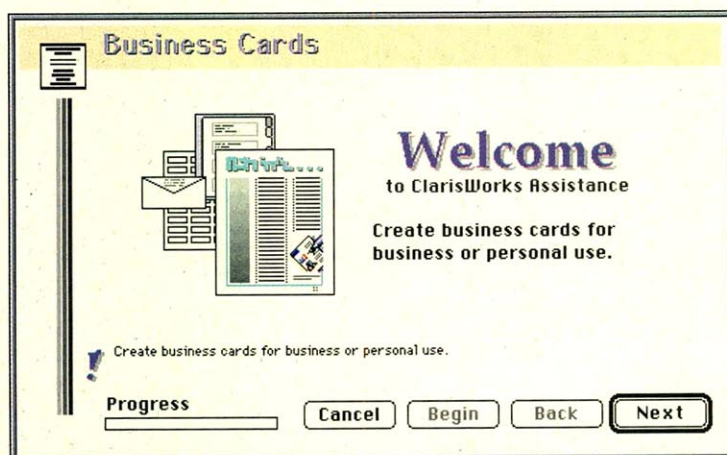 Business Cards
Welcome
to ClarisWorks Assistance
Create business cards for
business or personal use.
! Create business cards for business or personal use.
Progress
Cancel Begin Back Next